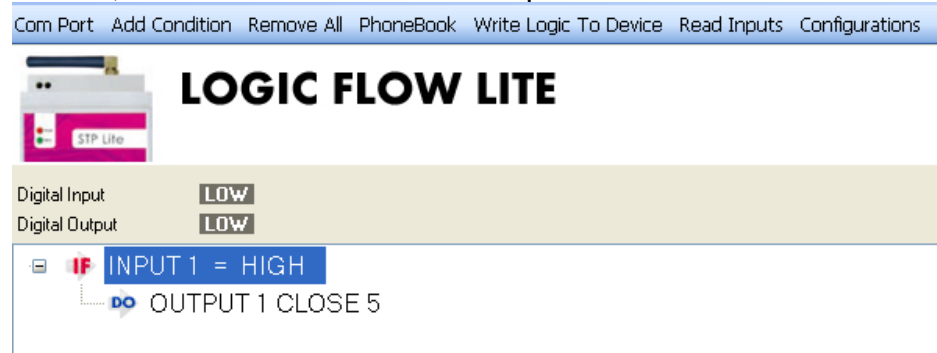 Com Port Add Condition Remove All PhoneBook Write Logic To Device Read Inputs Configurations
LOGIC FLOW LITE
STP Lite
Digital Input LOW
Digital Output LOW
IF INPUT 1 = HIGH
DO OUTPUT 1 CLOSE 5